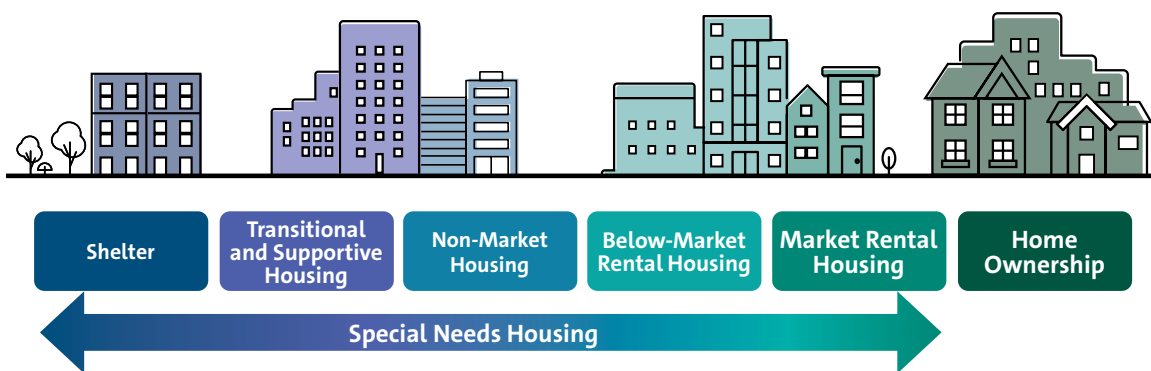 Shelter
Transitional
and Supportive
Housing
Non-Market
Housing
Below-Market
Rental Housing
Market Rental
Housing
Home
Ownership
Special Needs Housing